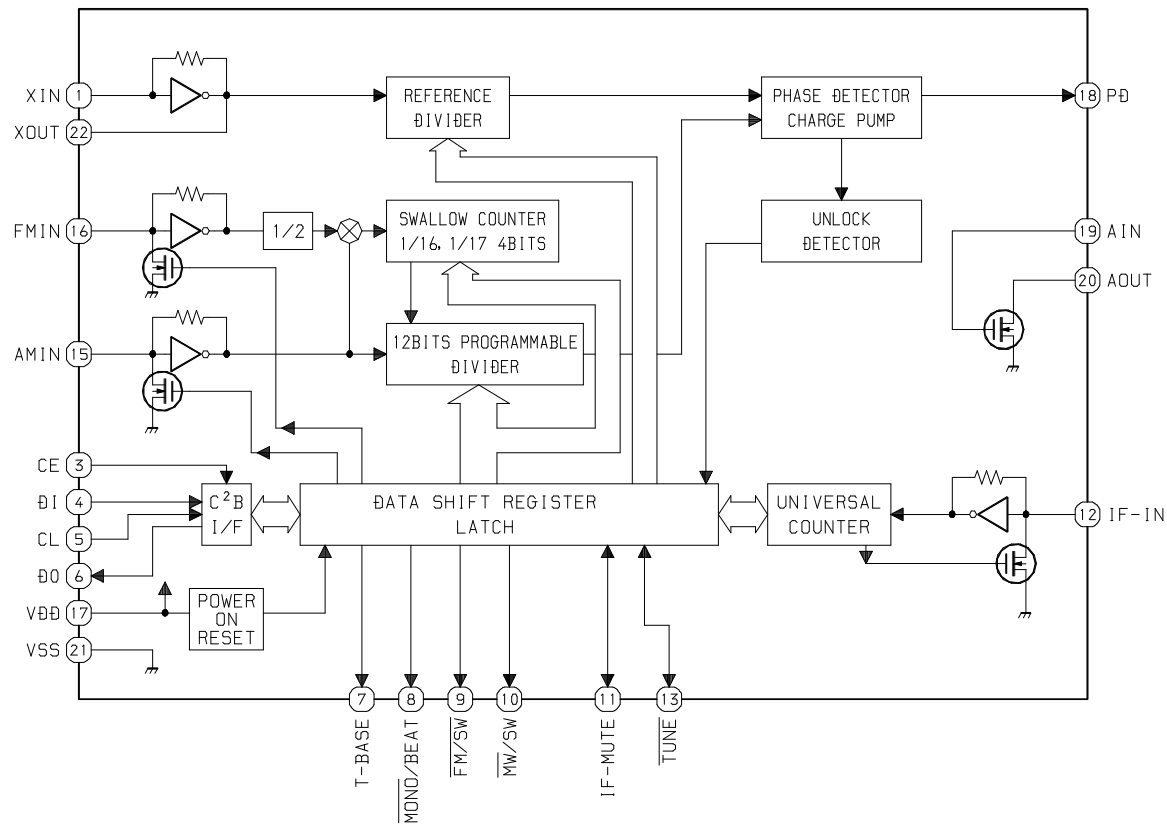 XIN 1
XOUT 22
REFERENCE
DIVIDER
PHASE DETECTOR
CHARGE PUMP
18 PD
FMIN 16
1/2
SWALLOW COUNTER
1/16, 1/17 4BITS
UNLOCK
DETECTOR
19 AIN
20 AOUT
AMIN 15
12BITS PROGRAMMABLE
DIVIDER
CE 3
DI 4
CL 5
DO 6
VDD 17
VSS 21
C²B
I/F
DATA SHIFT REGISTER
LATCH
UNIVERSAL
COUNTER
12 IF-IN
POWER
ON
RESET
7
T-BASE
8
MONO/BEAT
9
FM/SW
10
MW/SW
11
IF-MUTE
13
TUNE